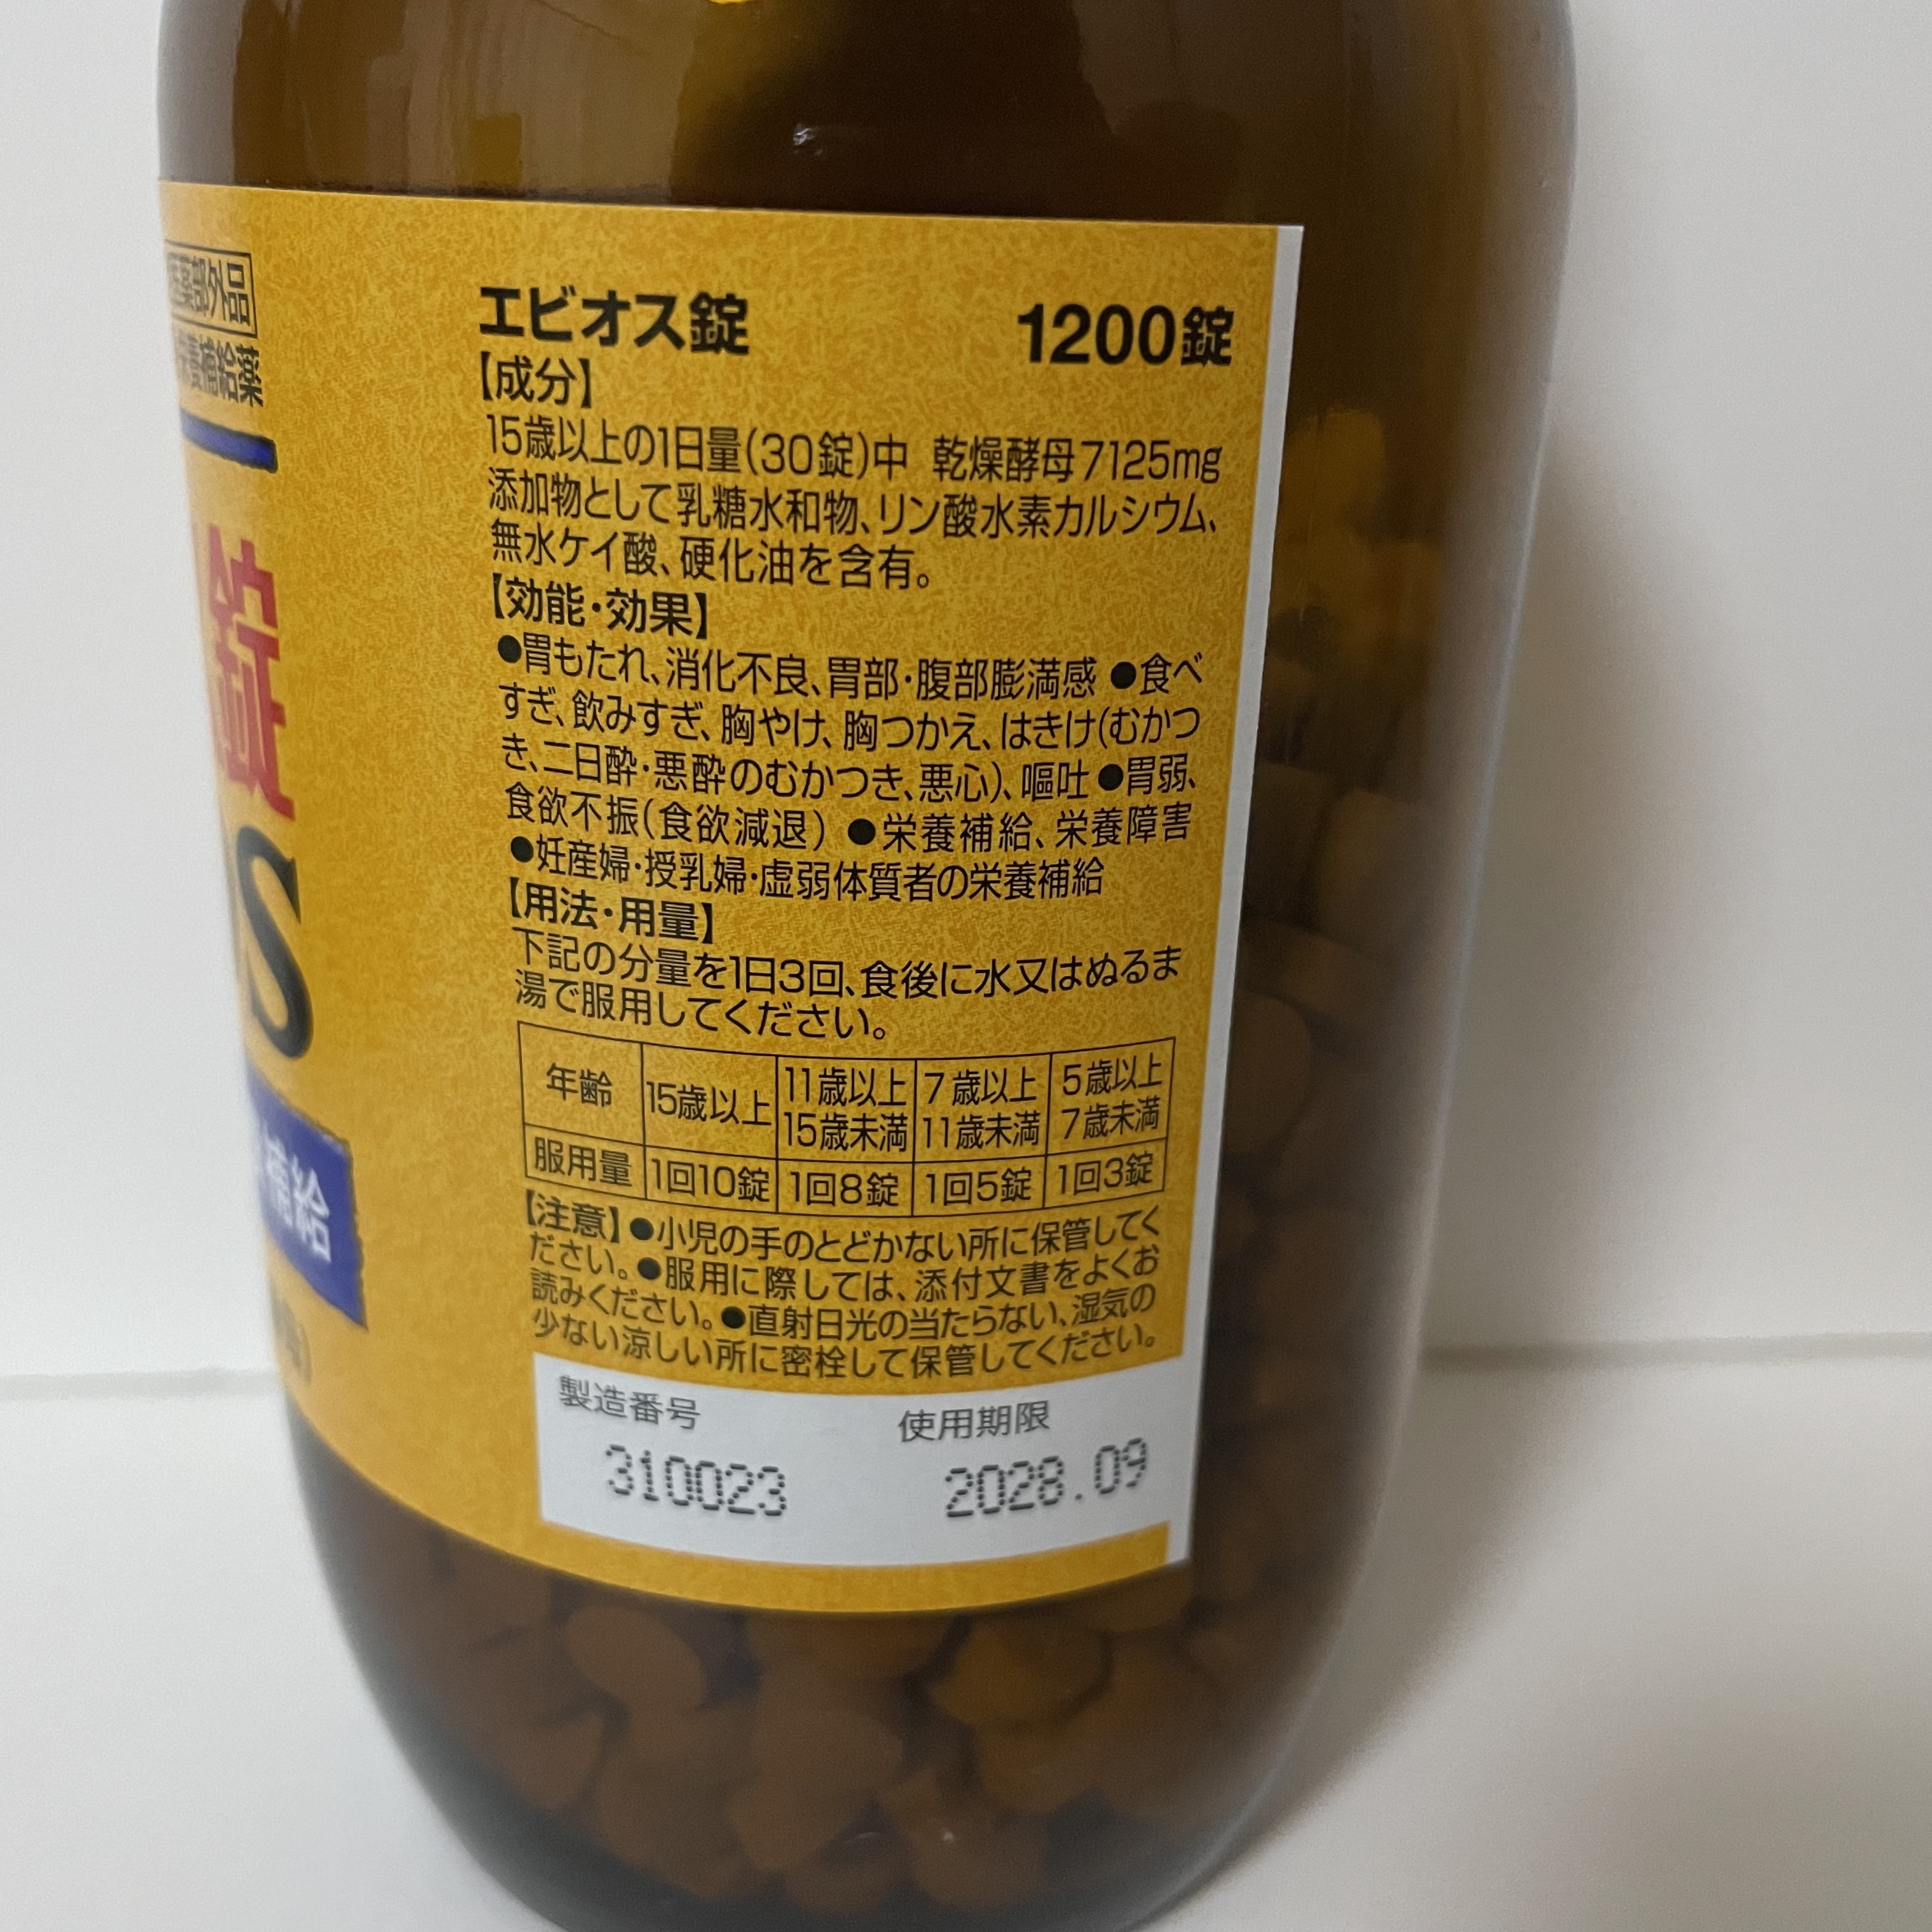 医薬部外品
栄養補給薬
錠
S
補給
エビオス錠 1200錠
【成分】
15歳以上の1日量(30錠)中 乾燥酵母7125mg
添加物として乳糖水和物、リン酸水素カルシウム、
無水ケイ酸、硬化油を含有。
【効能・効果】
●胃もたれ、消化不良、胃部・腹部膨満感 ●食べ
すぎ、飲みすぎ、胸やけ、胸つかえ、はきけ(むかつ
き、二日酔・悪酔のむかつき、悪心)、嘔吐 ●胃弱、
食欲不振(食欲減退) ●栄養補給、栄養障害
●妊産婦・授乳婦・虚弱体質者の栄養補給
【用法・用量】
下記の分量を1日3回、食後に水又はぬるま
湯で服用してください。
年齢 15歳以上 11歳以上 7歳以上 5歳以上
15歳未満 11歳未満 7歳未満
服用量 1回10錠 1回8錠 1回5錠 1回3錠
【注意】●小児の手のとどかない所に保管してく
ださい。●服用に際しては、添付文書をよくお
読みください。●直射日光の当たらない、湿気の
少ない涼しい所に密栓して保管してください。
製造番号 使用期限
310023 2028.09